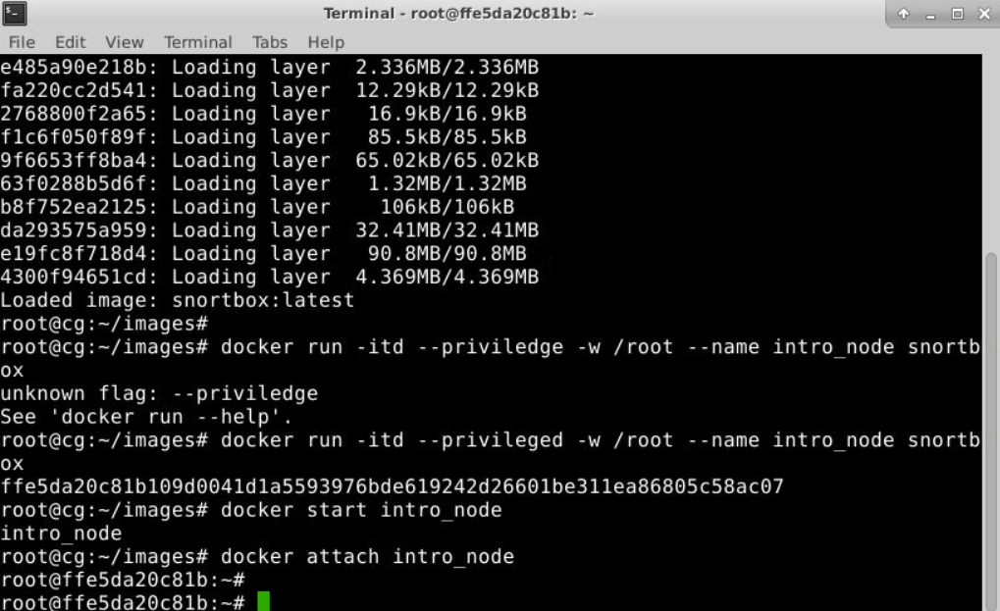 Terminal - root@ffe5da20c81b: ~
File Edit View Terminal Tabs Help
e485a90e218b: Loading layer  2.336MB/2.336MB
fa220cc2d541: Loading layer  12.29kB/12.29kB
2768800f2a65: Loading layer   16.9kB/16.9kB
f1c6f050f89f: Loading layer   85.5kB/85.5kB
9f6653ff8ba4: Loading layer  65.02kB/65.02kB
63f0288b5d6f: Loading layer   1.32MB/1.32MB
b8f752ea2125: Loading layer    106kB/106kB
da293575a959: Loading layer  32.41MB/32.41MB
e19fc8f718d4: Loading layer   90.8MB/90.8MB
4300f94651cd: Loading layer  4.369MB/4.369MB
Loaded image: snortbox:latest
root@cg:~/images#
root@cg:~/images# docker run -itd --priviledge -w /root --name intro_node snortb
ox
unknown flag: --priviledge
See 'docker run --help'.
root@cg:~/images# docker run -itd --privileged -w /root --name intro_node snortb
ox
ffe5da20c81b109d0041d1a5593976bde619242d26601be311ea86805c58ac07
root@cg:~/images# docker start intro_node
intro_node
root@cg:~/images# docker attach intro_node
root@ffe5da20c81b:~#
root@ffe5da20c81b:~#